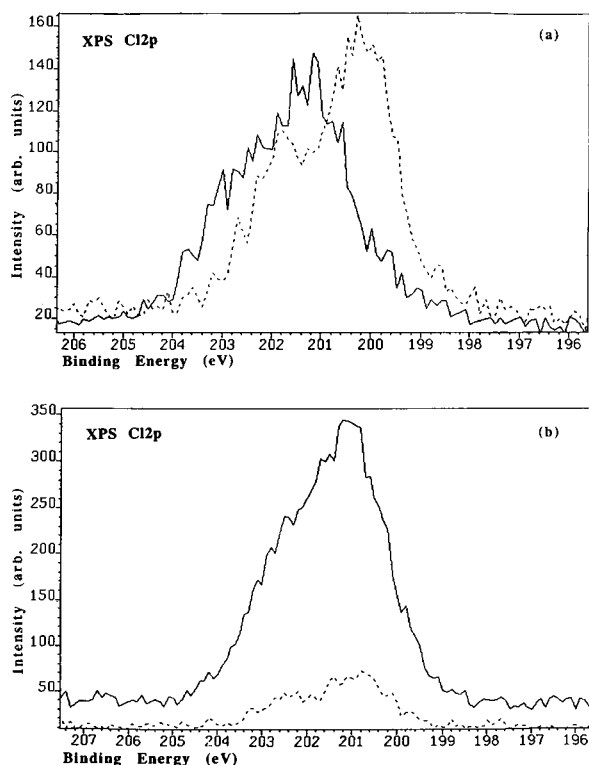 160
XPS Cl2p
(a)
140
120
100
80
60
40
20
Intensity (arb. units)
206 205 204 203 202 201 200 199 198 197 196
Binding Energy (eV)
350
XPS Cl2p
(b)
300
250
200
150
100
50
Intensity (arb. units)
207 206 205 204 203 202 201 200 199 198 197 196
Binding Energy (eV)